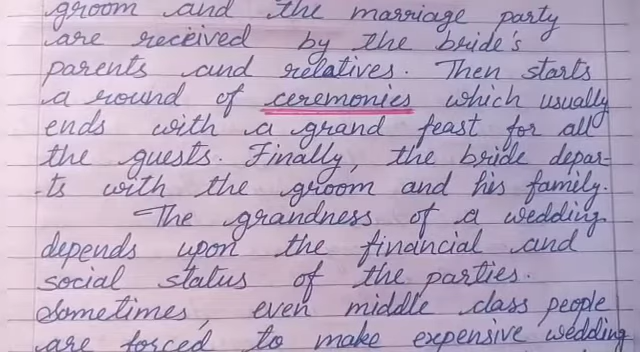 groom and the marriage party
are received by the bride's
parents and relatives. Then starts
a round of ceremonies which usually
ends with a grand feast for all
the guests. Finally, the bride depar-
-ts with the groom and his family.
The grandness of a wedding
depends upon the financial and
social status of the parties.
Sometimes, even middle class people
are forced to make expensive wedding